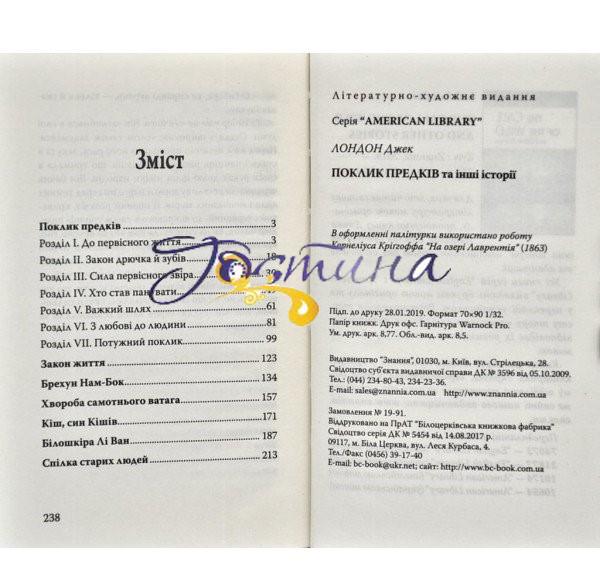 Зміст
Поклик предків 3
Розділ І. До первісного життя 3
Розділ ІІ. Закон дрючка й зубів 18
Розділ ІІІ. Сила первісного звіра
Розділ IV. Хто став панувати
Розділ V. Важкий шлях 61
Розділ VI. З любові до людини 81
Розділ VII. Потужний поклик 99
Закон життя 123
Брехун Нам-Бок 134
Хвороба самотнього ватага 157
Кіш, син Кішів 171
Білошкіра Лі Ван 187
Спілка старих людей 213
238
Гостина
Літературно-художнє видання
Серія "AMERICAN LIBRARY"
ЛОНДОН Джек
ПОКЛИК ПРЕДКІВ та інші історії
В оформленні палітурки використано роботу
Корнеліуса Кріґгоффа "На озері Лаврентія" (1863)
Підп. до друку 28.01.2019. Формат 70×90 1/32.
Папір книжк. Друк офс. Гарнітура Warnock Pro.
Ум. друк. арк. 8,77. Обл.-вид. арк. 8,5.
Видавництво "Знання", 01030, м. Київ, вул. Стрілецька, 28.
Свідоцтво суб'єкта видавничої справи ДК № 3596 від 05.10.2009.
Тел.: (044) 234-80-43, 234-23-36.
E-mail: sales@znannia.com.ua http://www.znannia.com.ua
Замовлення № 19-91.
Віддруковано на ПрАТ "Білоцерківська книжкова фабрика"
Свідоцтво серія ДК № 5454 від 14.08.2017 р.
09117, м. Біла Церква, вул. Леся Курбаса, 4.
Тел./Факс (0456) 39-17-40
E-mail: bc-book@ukr.net; сайт: http://www.bc-book.com.ua